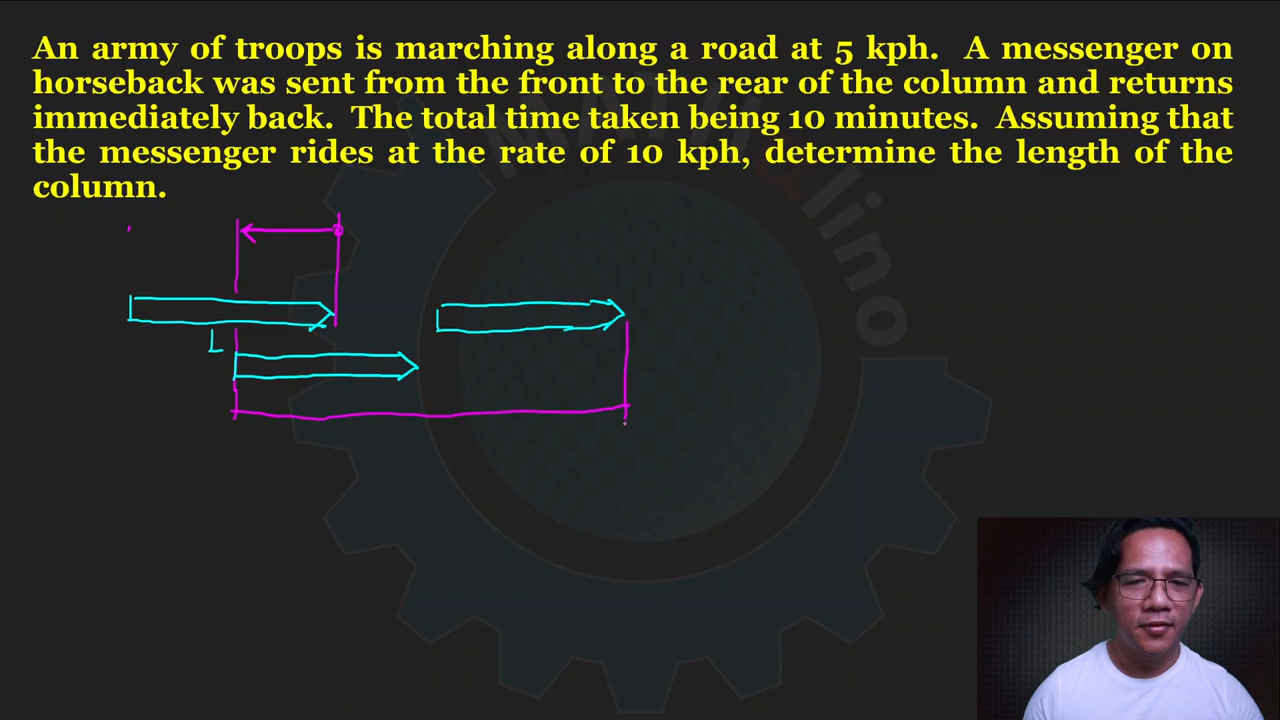 An army of troops is marching along a road at 5 kph. A messenger on
horseback was sent from the front to the rear of the column and returns
immediately back. The total time taken being 10 minutes. Assuming that
the messenger rides at the rate of 10 kph, determine the length of the
column.
L